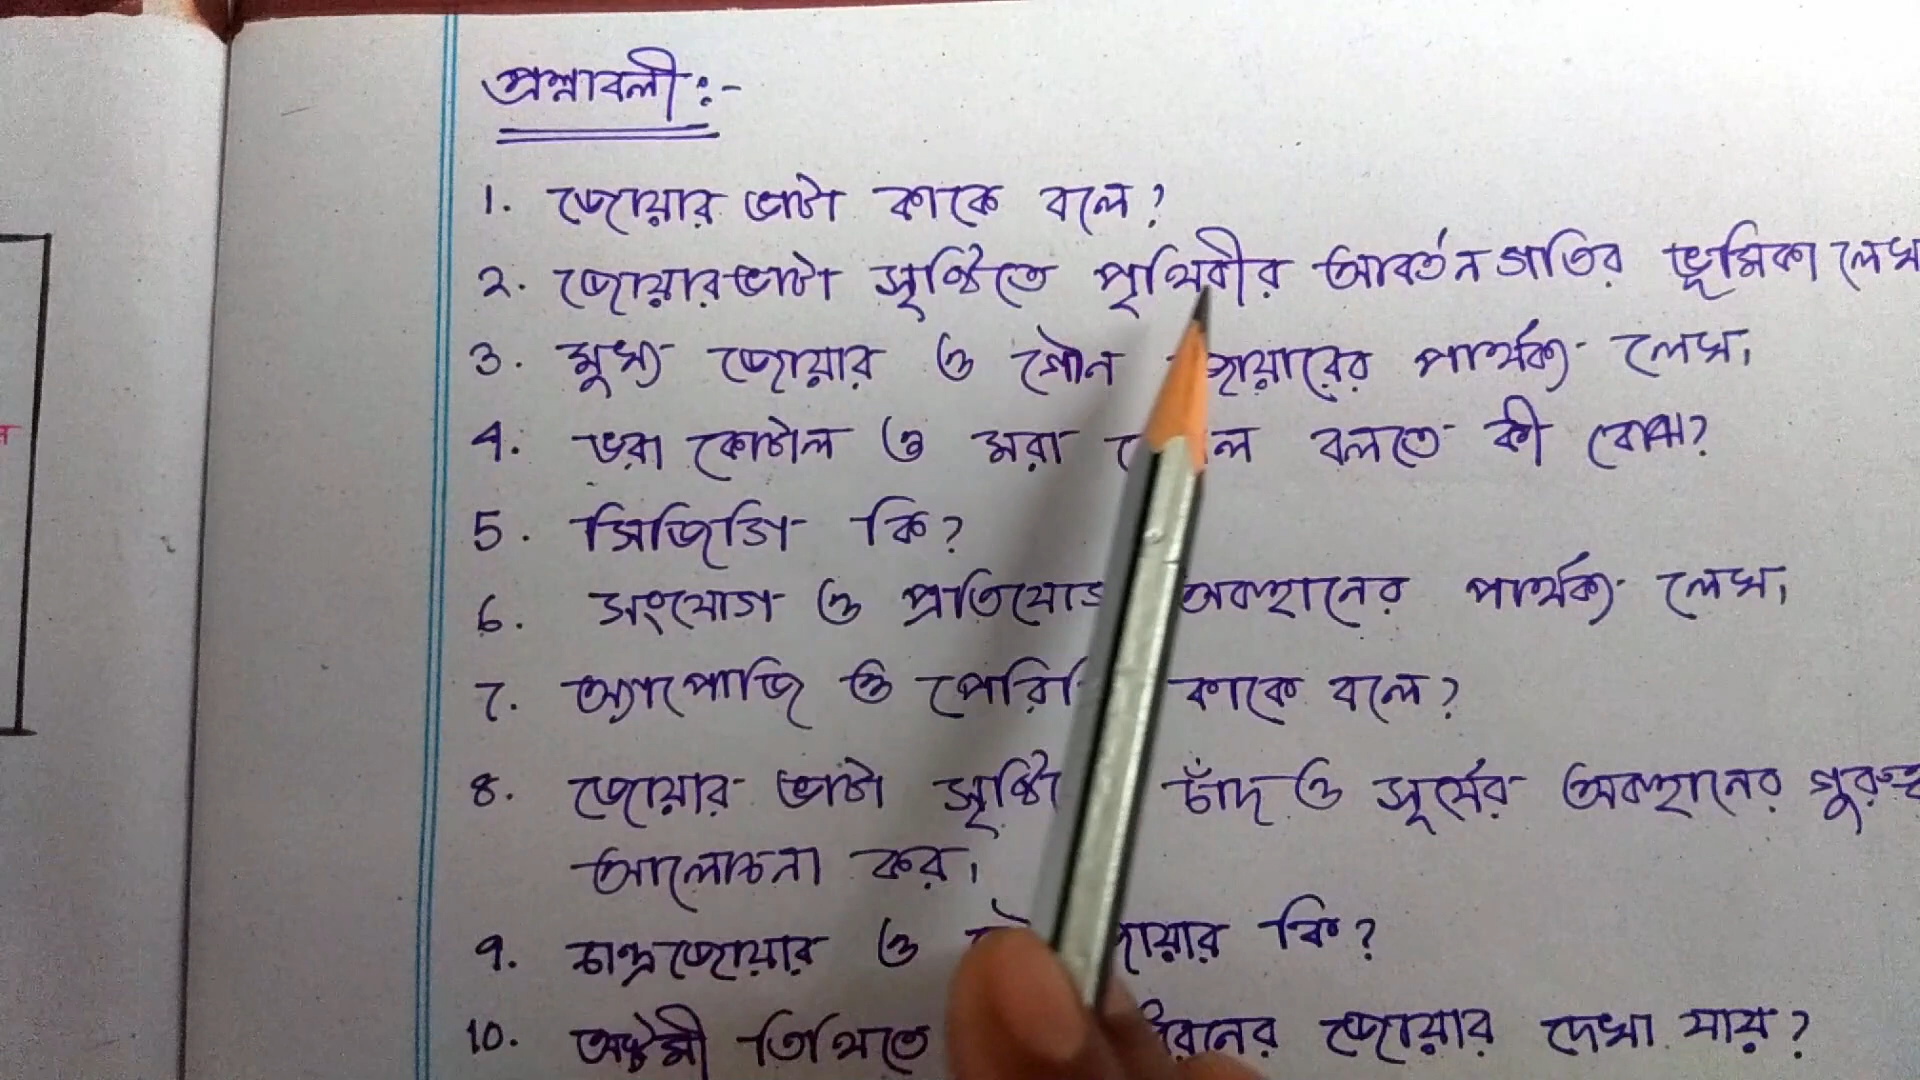 প্রশ্নাবলী:-
1. জোয়ার ভাটা কাকে বলে?
2. জোয়ারভাটা সৃষ্টিতে পৃথিবীর আবর্তন গতির ভূমিকা লেখ
3. মুখ্য জোয়ার ও গৌন পার্থক্য লেখ।
4. ভরা কোটাল ও মরা বলতে কী বোঝ?
5. সিজিগি কি?
6. সংযোগ ও অবস্থানের পার্থক্য লেখ।
7. অ্যাপোজি ও কাকে বলে?
8. জোয়ার ভাটা চাঁদ ও সূর্যের অবস্থানের
আলোচনা কর।
9. চান্দ্রজোয়ার ও কি?
10. অষ্টমী তিথিতে জোয়ার দেখা যায়?